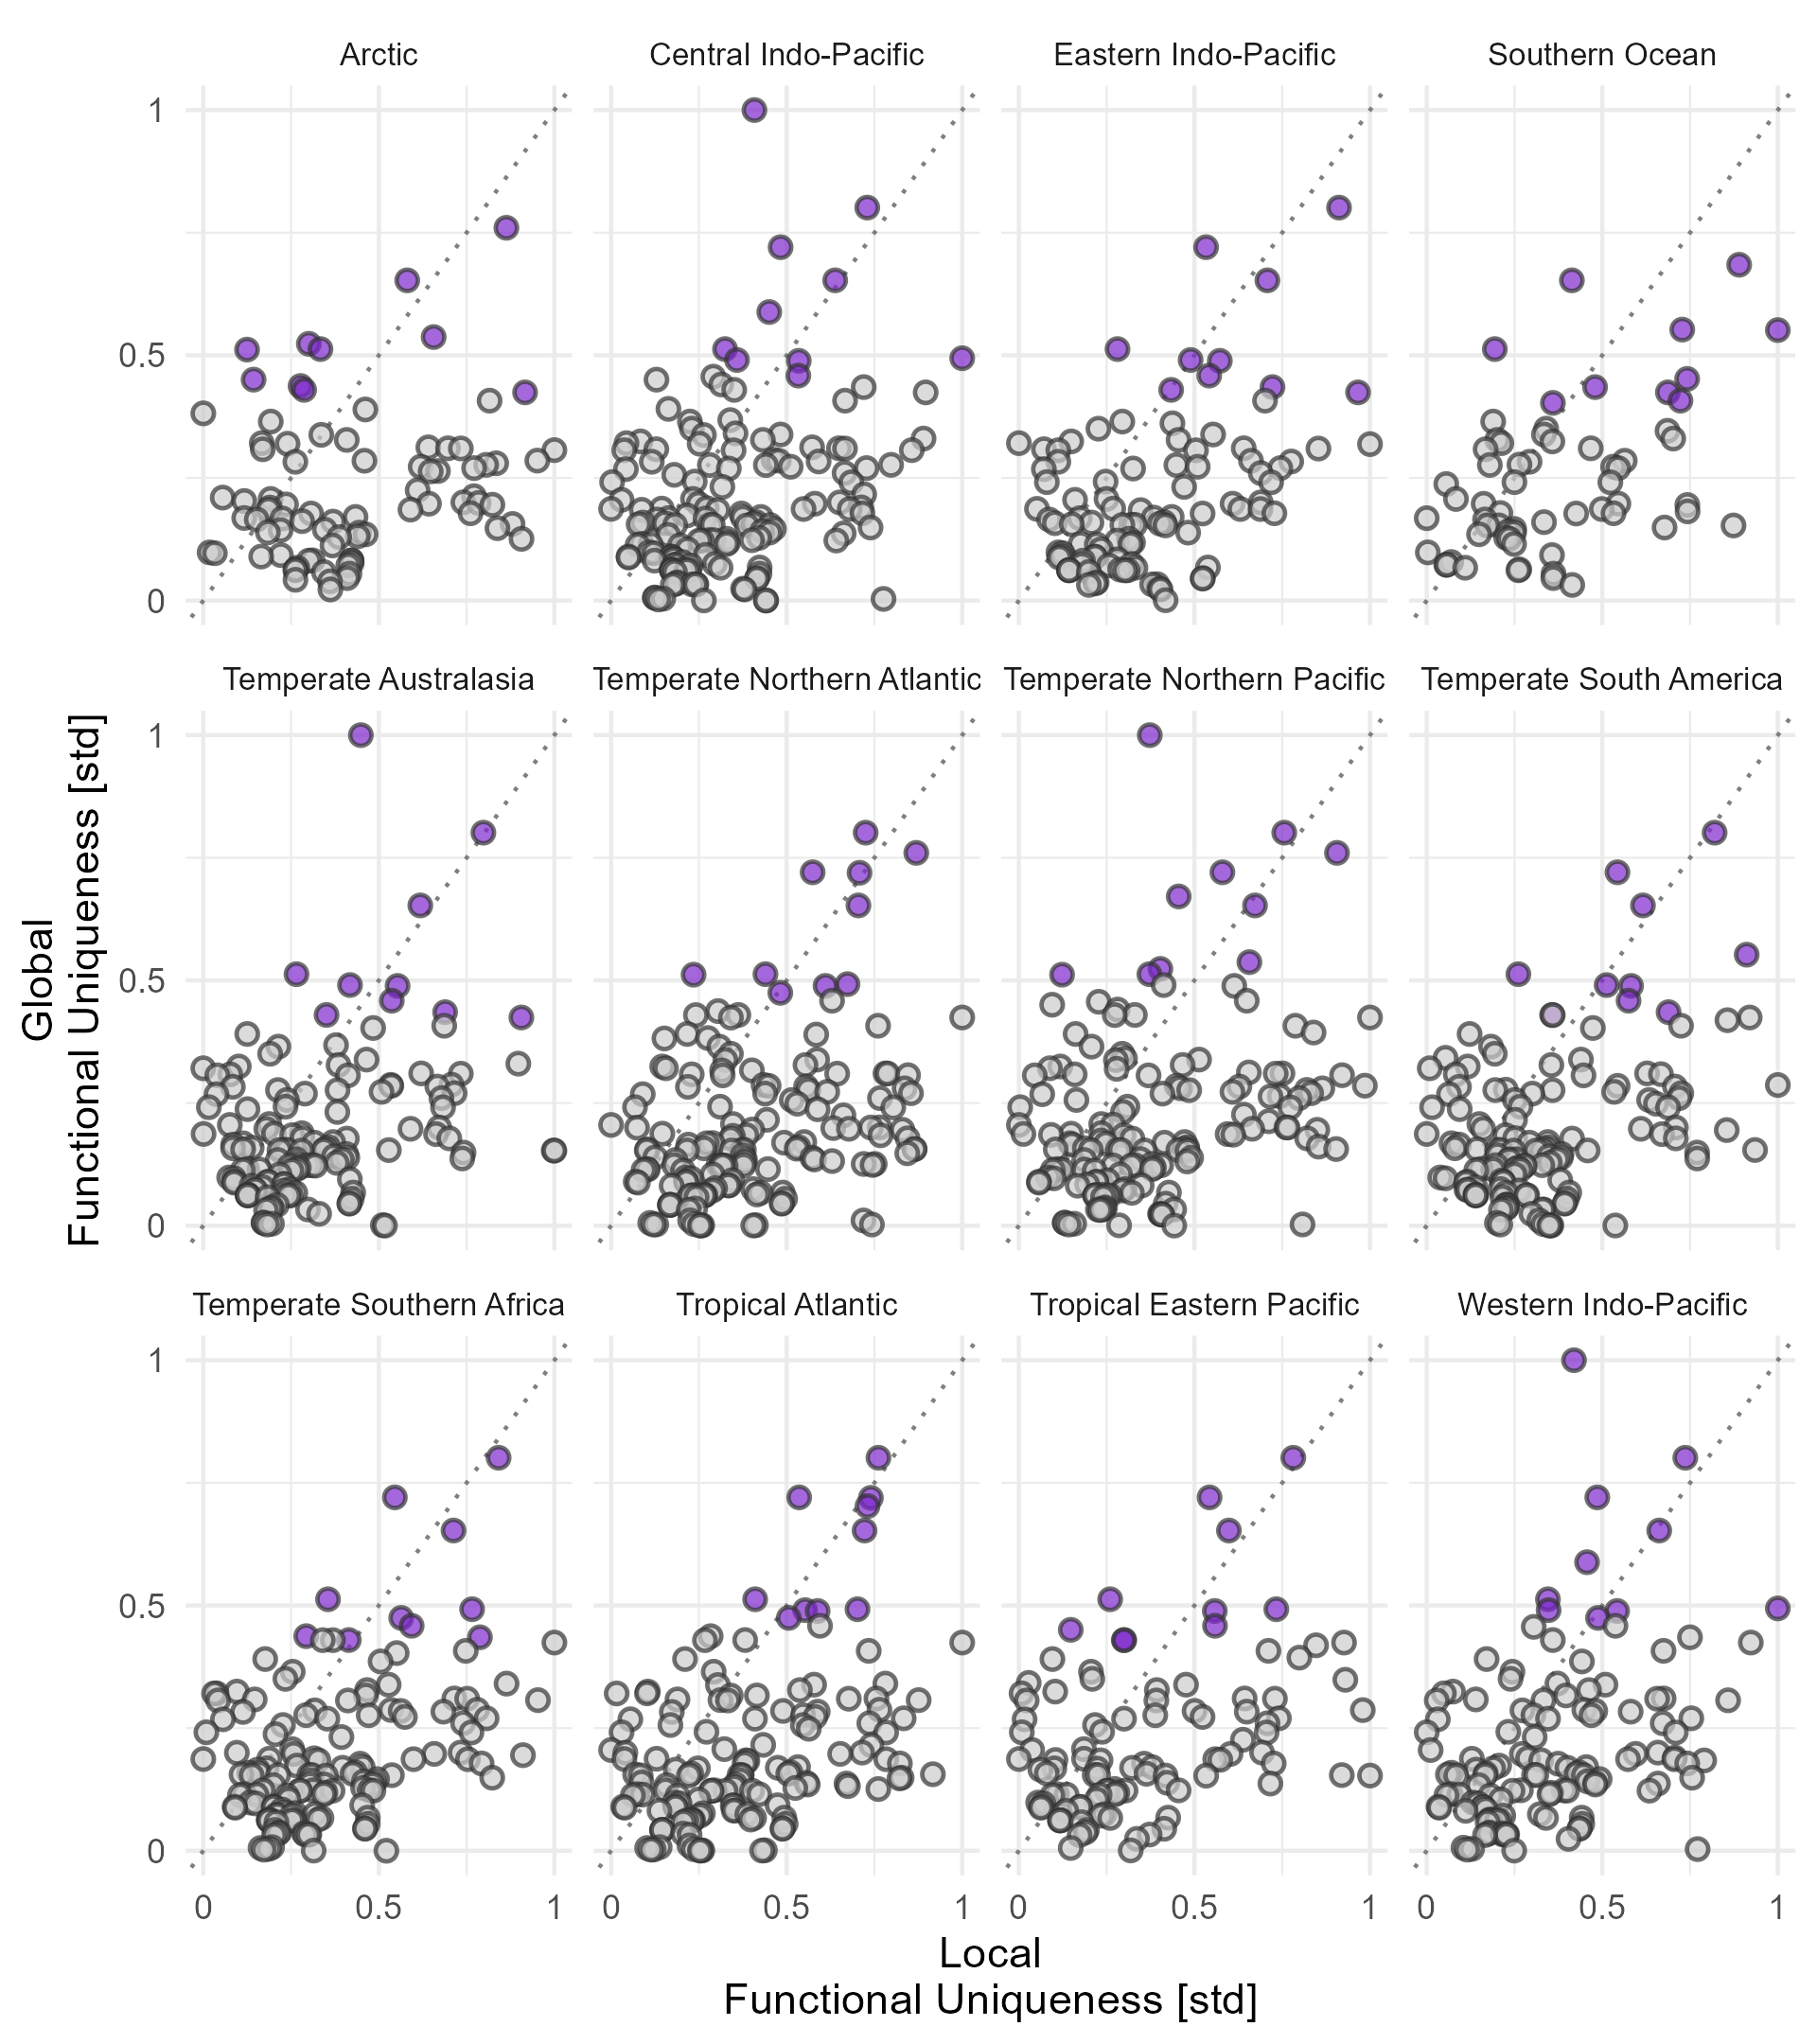 Arctic
Central Indo-Pacific
Eastern Indo-Pacific
Southern Ocean
1
0.5
0
Temperate Australasia
Temperate Northern Atlantic
Temperate Northern Pacific
Temperate South America
Global
Functional Uniqueness [std]
1
0.5
0
Temperate Southern Africa
Tropical Atlantic
Tropical Eastern Pacific
Western Indo-Pacific
1
0.5
0
0 0.5 1
0 0.5 1
0 0.5 1
0 0.5 1
Local
Functional Uniqueness [std]